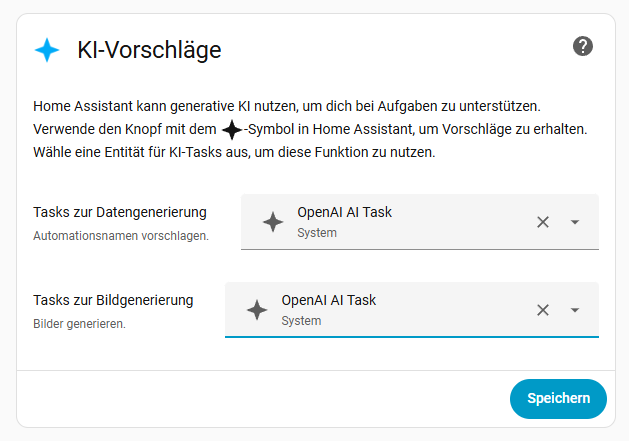 KI-Vorschläge
Home Assistant kann generative KI nutzen, um dich bei Aufgaben zu unterstützen.
Verwende den Knopf mit dem -Symbol in Home Assistant, um Vorschläge zu erhalten.
Wähle eine Entität für KI-Tasks aus, um diese Funktion zu nutzen.
Tasks zur Datengenerierung
Automationsnamen vorschlagen.
OpenAI AI Task
System
Tasks zur Bildgenerierung
Bilder generieren.
OpenAI AI Task
System
Speichern